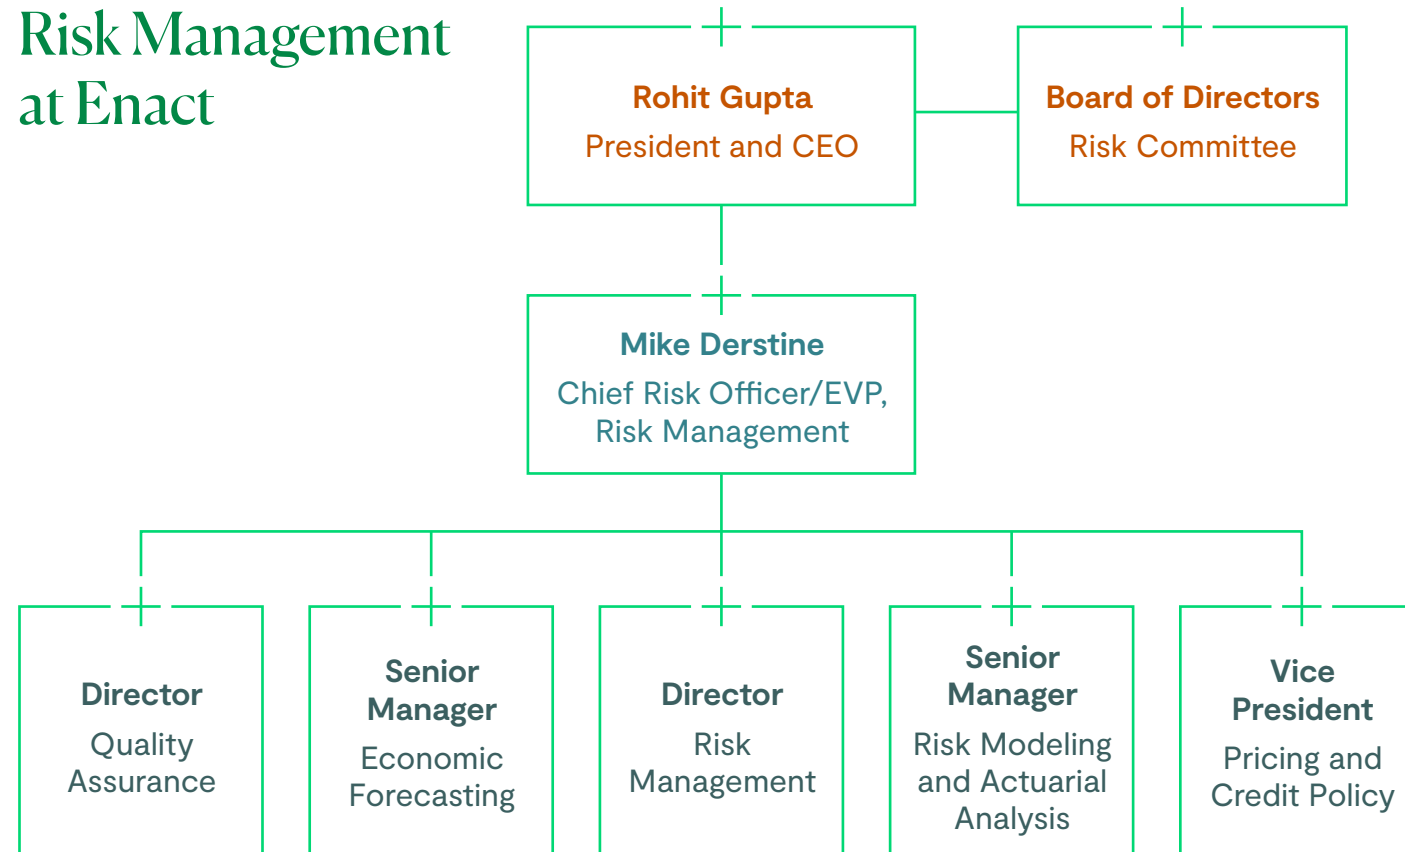 Risk Management
at Enact
Rohit Gupta
President and CEO
Board of Directors
Risk Committee
Mike Derstine
Chief Risk Officer/EVP,
Risk Management
Director
Quality
Assurance
Senior
Manager
Economic
Forecasting
Director
Risk
Management
Senior
Manager
Risk Modeling
and Actuarial
Analysis
Vice
President
Pricing and
Credit Policy